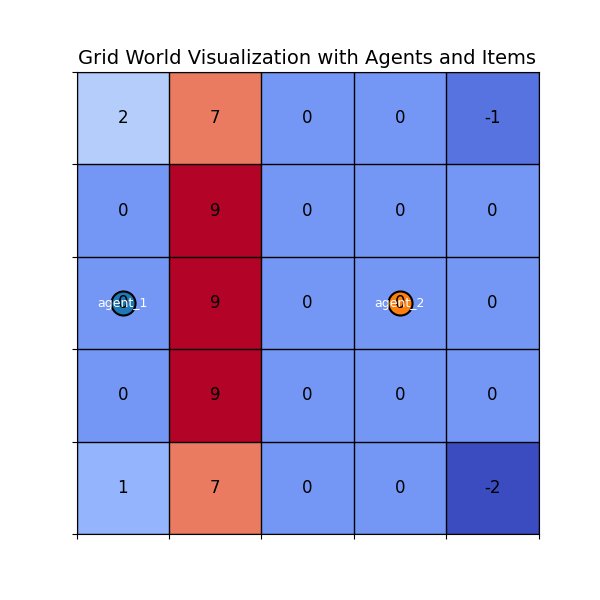 Grid World Visualization with Agents and Items
2 7 0 0 -1
0 9 0 0 0
agent_1 9 0 agent_2 0
0 9 0 0 0
1 7 0 0 -2